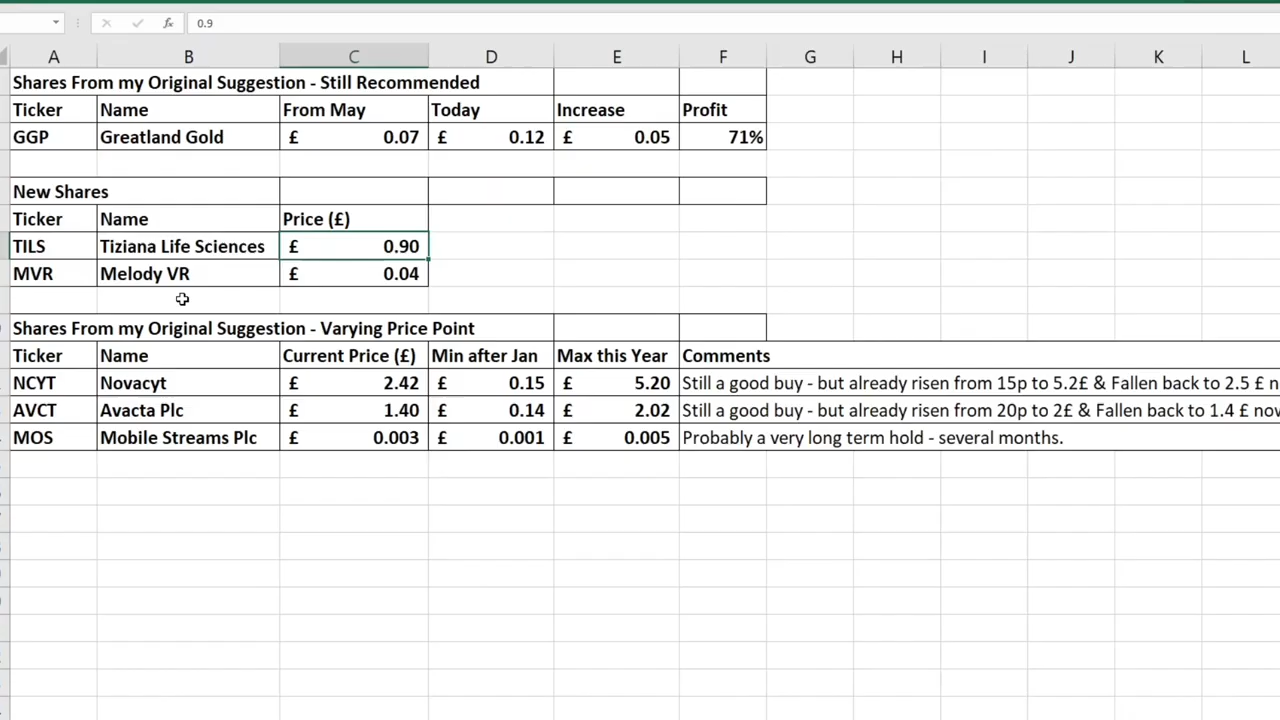 0.9
A B C D E F G H I J K L
Shares From my Original Suggestion - Still Recommended
Ticker Name From May Today Increase Profit
GGP Greatland Gold £ 0.07 £ 0.12 £ 0.05 71%
New Shares
Ticker Name Price (£)
TILS Tiziana Life Sciences £ 0.90
MVR Melody VR £ 0.04
Shares From my Original Suggestion - Varying Price Point
Ticker Name Current Price (£) Min after Jan Max this Year Comments
NCYT Novacyt £ 2.42 £ 0.15 £ 5.20 Still a good buy - but already risen from 15p to 5.2£ & Fallen back to 2.5 £
AVCT Avacta Plc £ 1.40 £ 0.14 £ 2.02 Still a good buy - but already risen from 20p to 2£ & Fallen back to 1.4 £
MOS Mobile Streams Plc £ 0.003 £ 0.001 £ 0.005 Probably a very long term hold - several months.